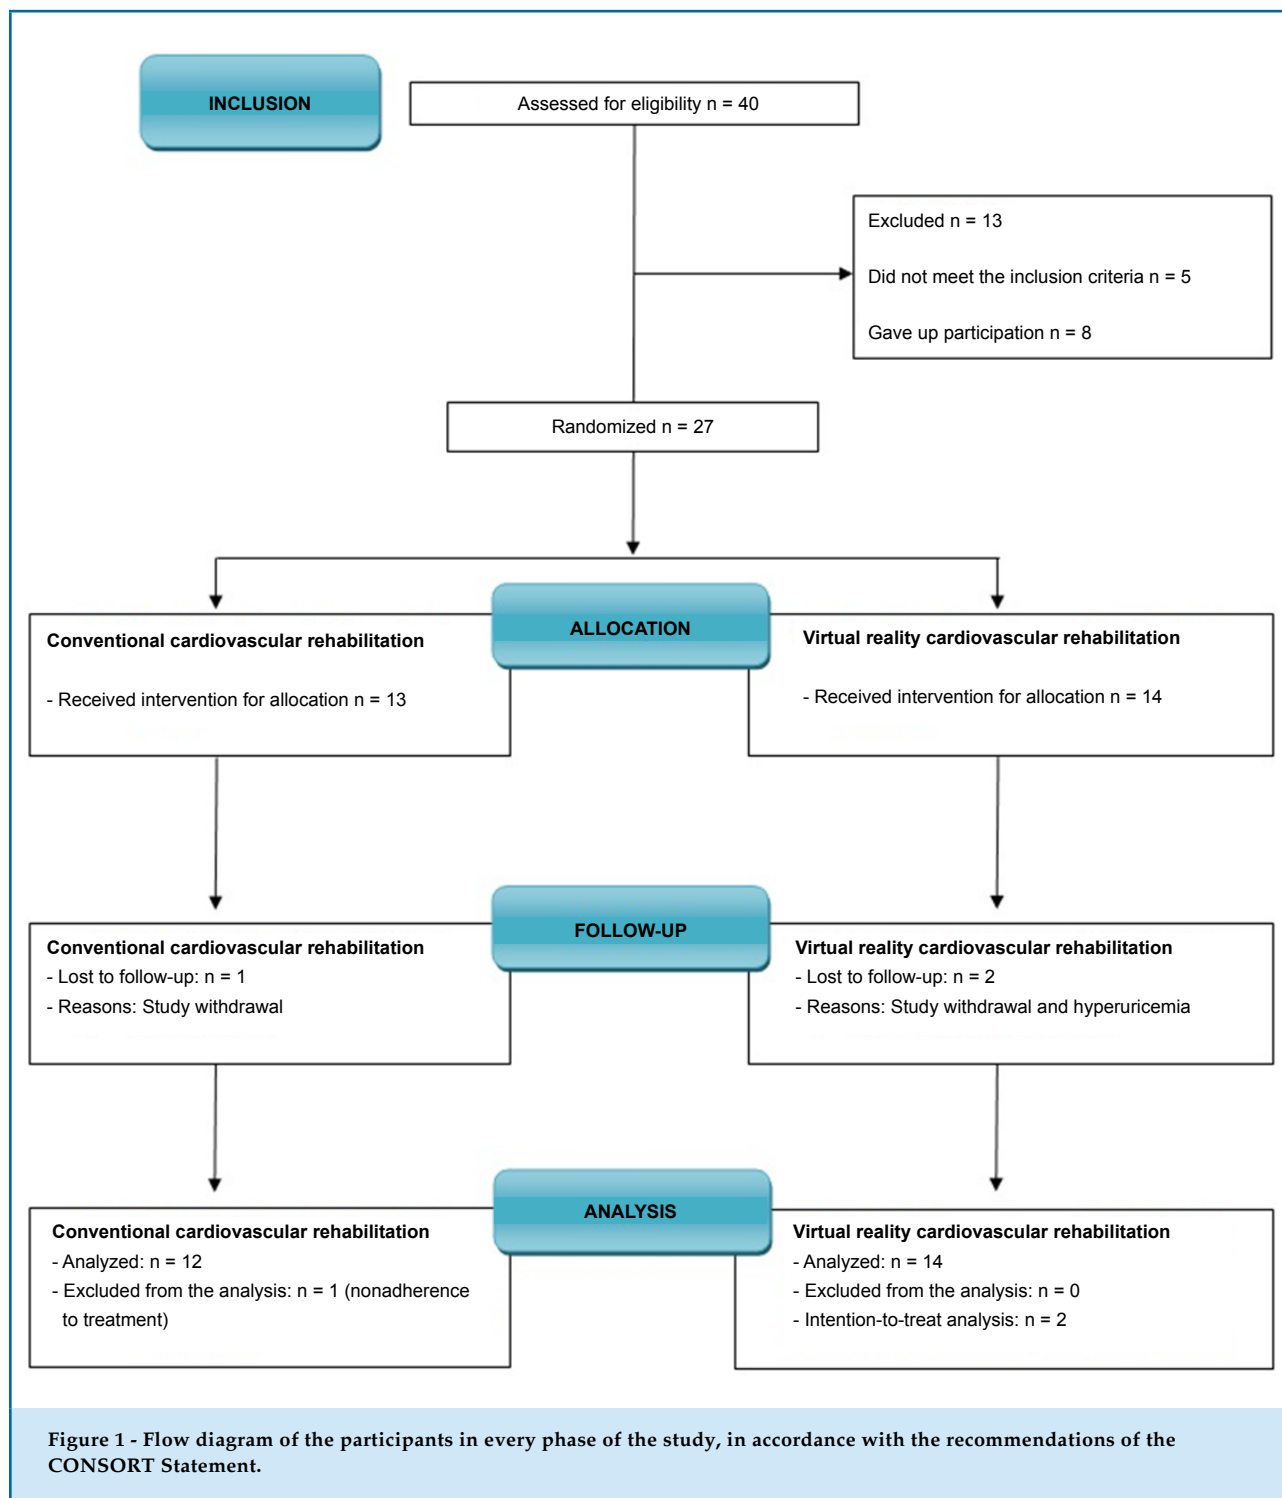 INCLUSION
Assessed for eligibility n = 40
Excluded n = 13
Did not meet the inclusion criteria n = 5
Gave up participation n = 8
Randomized n = 27
ALLOCATION
Conventional cardiovascular rehabilitation
- Received intervention for allocation n = 13
Virtual reality cardiovascular rehabilitation
- Received intervention for allocation n = 14
FOLLOW-UP
Conventional cardiovascular rehabilitation
- Lost to follow-up: n = 1
- Reasons: Study withdrawal
Virtual reality cardiovascular rehabilitation
- Lost to follow-up: n = 2
- Reasons: Study withdrawal and hyperuricemia
ANALYSIS
Conventional cardiovascular rehabilitation
- Analyzed: n = 12
- Excluded from the analysis: n = 1 (nonadherence
to treatment)
Virtual reality cardiovascular rehabilitation
- Analyzed: n = 14
- Excluded from the analysis: n = 0
- Intention-to-treat analysis: n = 2
Figure 1 - Flow diagram of the participants in every phase of the study, in accordance with the recommendations of the
CONSORT Statement.